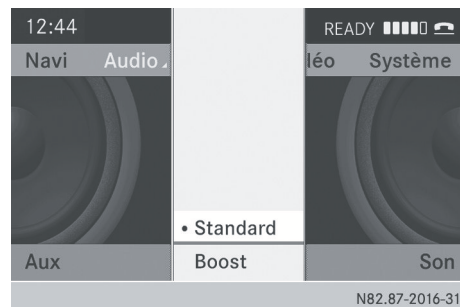 12:44 READY
Navi Audio léo Système
• Standard
Aux Boost Son
N82.87-2016-31